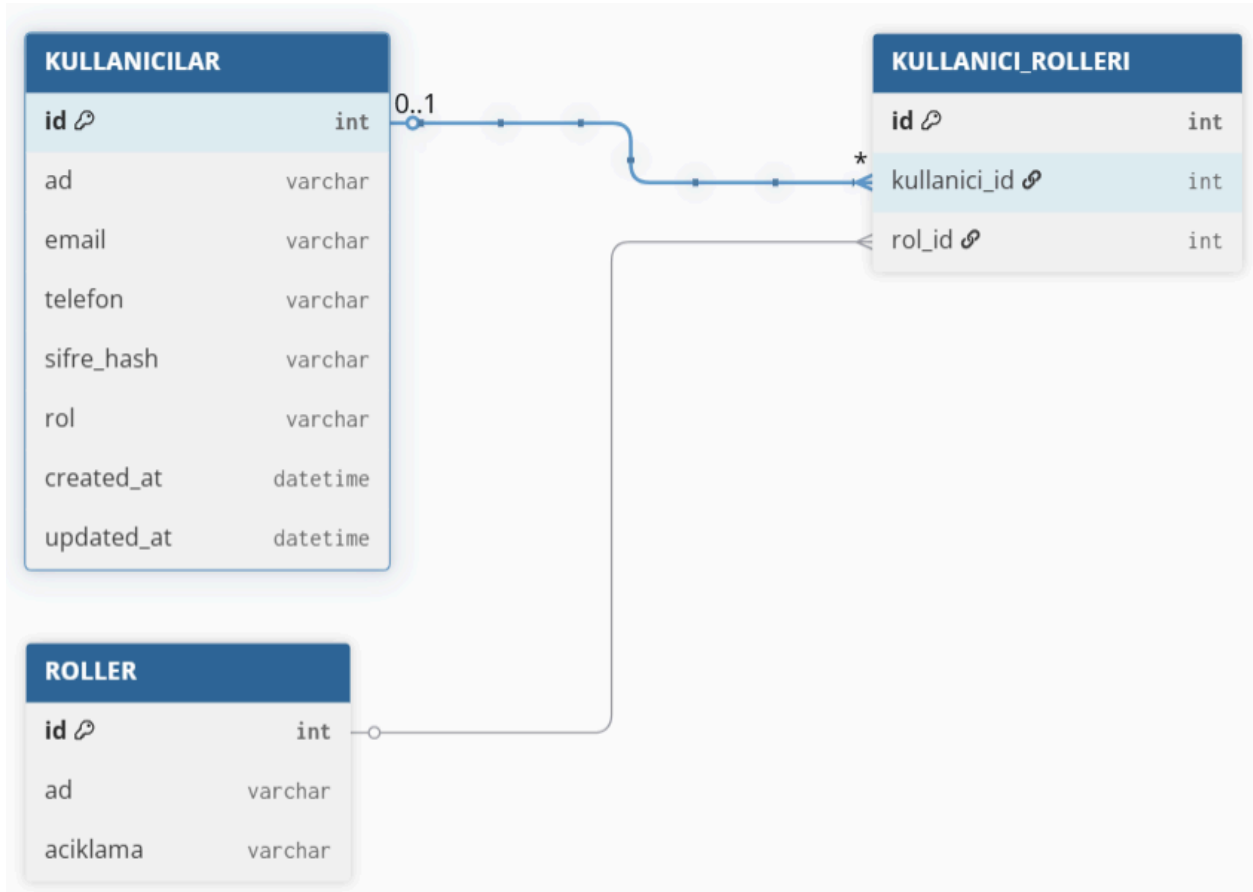 KULLANICILAR
id int
ad varchar
email varchar
telefon varchar
sifre_hash varchar
rol varchar
created_at datetime
updated_at datetime
0..1
*
KULLANICI_ROLLERI
id int
kullanici_id int
rol_id int
ROLLER
id int
ad varchar
aciklama varchar